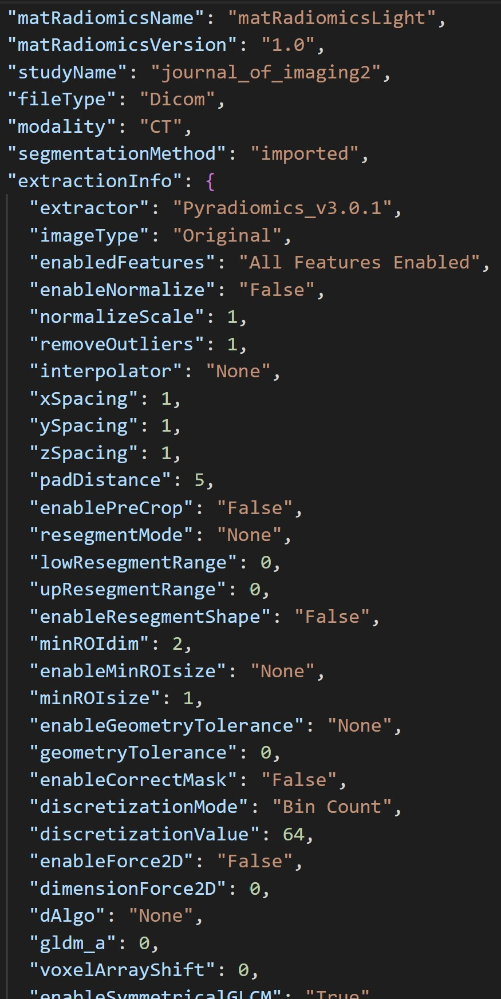 "matRadiomicsName": "matRadiomicsLight",
"matRadiomicsVersion": "1.0",
"studyName": "journal_of_imaging2",
"fileType": "Dicom",
"modality": "CT",
"segmentationMethod": "imported",
"extractionInfo": {
"extractor": "Pyradiomics_v3.0.1",
"imageType": "Original",
"enabledFeatures": "All Features Enabled",
"enableNormalize": "False",
"normalizeScale": 1,
"removeOutliers": 1,
"interpolator": "None",
"xSpacing": 1,
"ySpacing": 1,
"zSpacing": 1,
"padDistance": 5,
"enablePreCrop": "False",
"resegmentMode": "None",
"lowResegmentRange": 0,
"upResegmentRange": 0,
"enableResegmentShape": "False",
"minROIdim": 2,
"enableMinROIsize": "None",
"minROIsize": 1,
"enableGeometryTolerance": "None",
"geometryTolerance": 0,
"enableCorrectMask": "False",
"discretizationMode": "Bin Count",
"discretizationValue": 64,
"enableForce2D": "False",
"dimensionForce2D": 0,
"dAlgo": "None",
"gldm_a": 0,
"voxelArrayShift": 0,
"enableSymmetricalGLCM": "True"